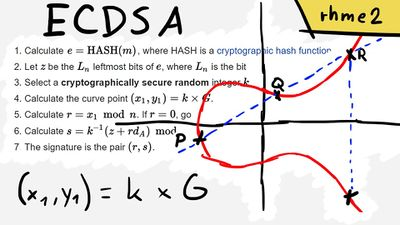 ECDSA
rhme2
1. Calculate e = HASH(m), where HASH is a cryptographic hash function
2. Let z be the Lₙ leftmost bits of e, where Lₙ is the bit
3. Select a cryptographically secure random integer k
4. Calculate the curve point (x₁, y₁) = k × G.
5. Calculate r = x₁ mod n. If r = 0, go
6. Calculate s = k⁻¹(z + rd_A) mod
7 The signature is the pair (r, s).
Q
R
P
(x₁, y₁) = k × G